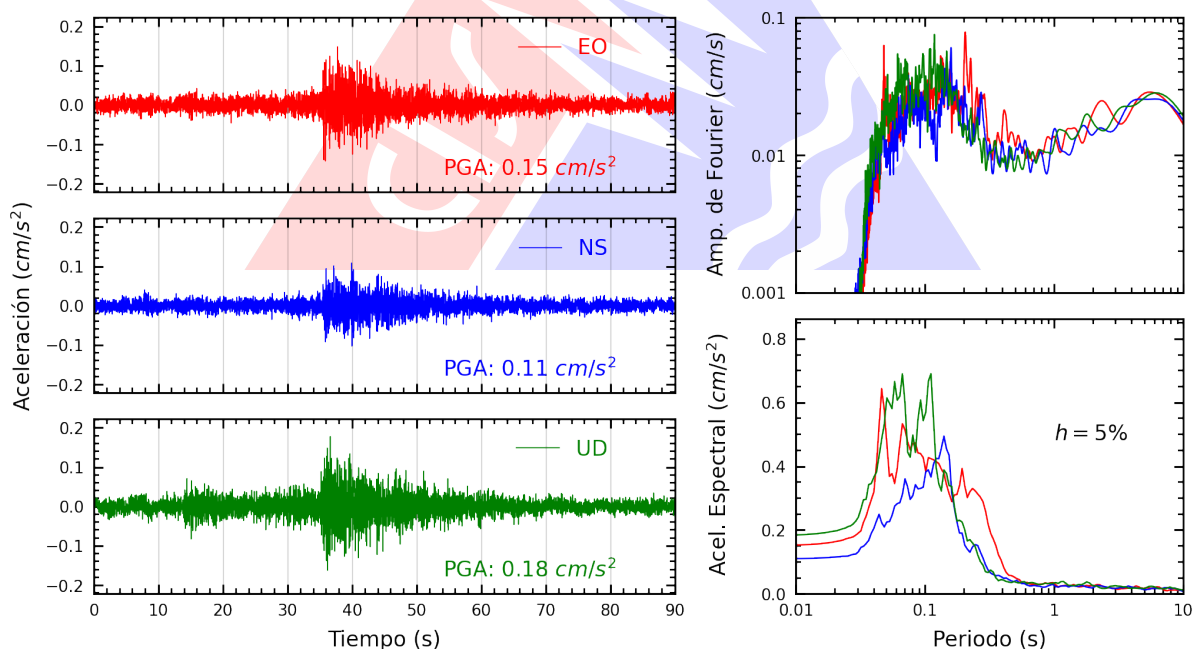 Aceleración (cm/s²)
0.2
0.1
0.0
−0.1
−0.2
EO
PGA: 0.15 cm/s²
0.2
0.1
0.0
−0.1
−0.2
NS
PGA: 0.11 cm/s²
0.2
0.1
0.0
−0.1
−0.2
UD
PGA: 0.18 cm/s²
0 10 20 30 40 50 60 70 80 90
Tiempo (s)
Amp. de Fourier (cm/s)
0.1
0.01
0.001
Acel. Espectral (cm/s²)
0.8
0.6
0.4
0.2
0.0
h = 5%
0.01 0.1 1 10
Periodo (s)